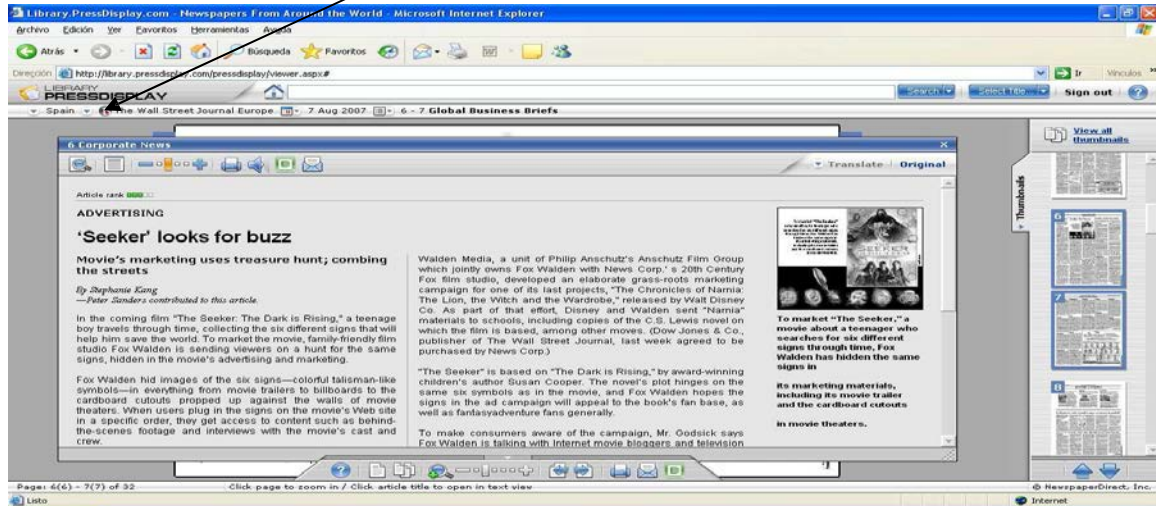 Library.PressDisplay.com - Newspapers From Around the World - Microsoft Internet Explorer
Archivo Edición Ver Favoritos Herramientas Ayuda
Atrás Búsqueda Favoritos
Dirección http://library.pressdisplay.com/pressdisplay/viewer.aspx# Ir Vínculos
LIBRARY
PRESSDISPLAY Search Select Title... Sign out
Spain The Wall Street Journal Europe 7 Aug 2007 6 - 7 Global Business Briefs
View all
thumbnails
Thumbnails
6
7
8
6 Corporate News
Translate Original
Article rank
ADVERTISING
‘Seeker’ looks for buzz
Movie’s marketing uses treasure hunt; combing
the streets
By Stephanie Kang
—Peter Sanders contributed to this article.
In the coming film "The Seeker: The Dark is Rising," a teenage
boy travels through time, collecting the six different signs that will
help him save the world. To market the movie, family-friendly film
studio Fox Walden is sending viewers on a hunt for the same
signs, hidden in the movie's advertising and marketing.
Fox Walden hid images of the six signs—colorful talisman-like
symbols—in everything from movie trailers to billboards to the
cardboard cutouts propped up against the walls of movie
theaters. When users plug in the signs on the movie's Web site
in a specific order, they get access to content such as behind-
the-scenes footage and interviews with the movie's cast and
crew.
Walden Media, a unit of Philip Anschutz's Anschutz Film Group
which jointly owns Fox Walden with News Corp.' s 20th Century
Fox film studio, developed an elaborate grass-roots marketing
campaign for one of its last projects, "The Chronicles of Narnia:
The Lion, the Witch and the Wardrobe," released by Walt Disney
Co. As part of that effort, Disney and Walden sent "Narnia"
materials to schools, including copies of the C.S. Lewis novel on
which the film is based, among other moves. (Dow Jones & Co.,
publisher of The Wall Street Journal, last week agreed to be
purchased by News Corp.)
"The Seeker" is based on "The Dark is Rising," by award-winning
children's author Susan Cooper. The novel's plot hinges on the
same six symbols as in the movie, and Fox Walden hopes the
signs in the ad campaign will appeal to the book's fan base, as
well as fantasyadventure fans generally.
To make consumers aware of the campaign, Mr. Godsick says
Fox Walden is talking with Internet movie bloggers and television
SEEKER
To market “The Seeker,” a
movie about a teenager who
searches for six different
signs through time, Fox
Walden has hidden the same
signs in
its marketing materials,
including its movie trailer
and the cardboard cutouts
in movie theaters.
Page: 6(6) - 7(7) of 32 Click page to zoom in / Click article title to open in text view © NewspaperDirect, Inc.
Listo Internet